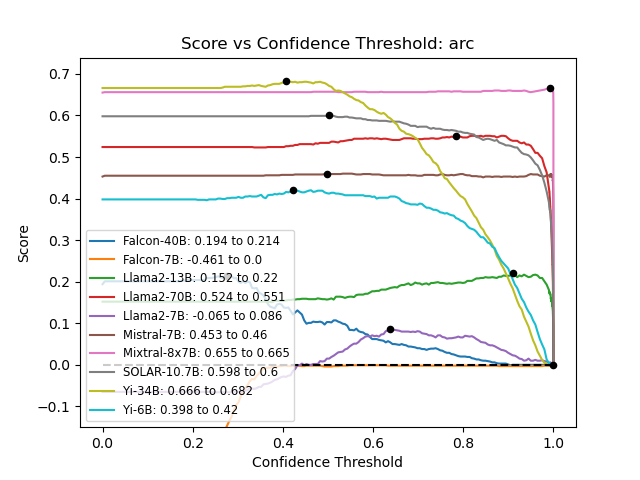 Score vs Confidence Threshold: arc
Score
0.7
0.6
0.5
0.4
0.3
0.2
0.1
0.0
−0.1
Falcon-40B: 0.194 to 0.214
Falcon-7B: -0.461 to 0.0
Llama2-13B: 0.152 to 0.22
Llama2-70B: 0.524 to 0.551
Llama2-7B: -0.065 to 0.086
Mistral-7B: 0.453 to 0.46
Mixtral-8x7B: 0.655 to 0.665
SOLAR-10.7B: 0.598 to 0.6
Yi-34B: 0.666 to 0.682
Yi-6B: 0.398 to 0.42
0.0 0.2 0.4 0.6 0.8 1.0
Confidence Threshold